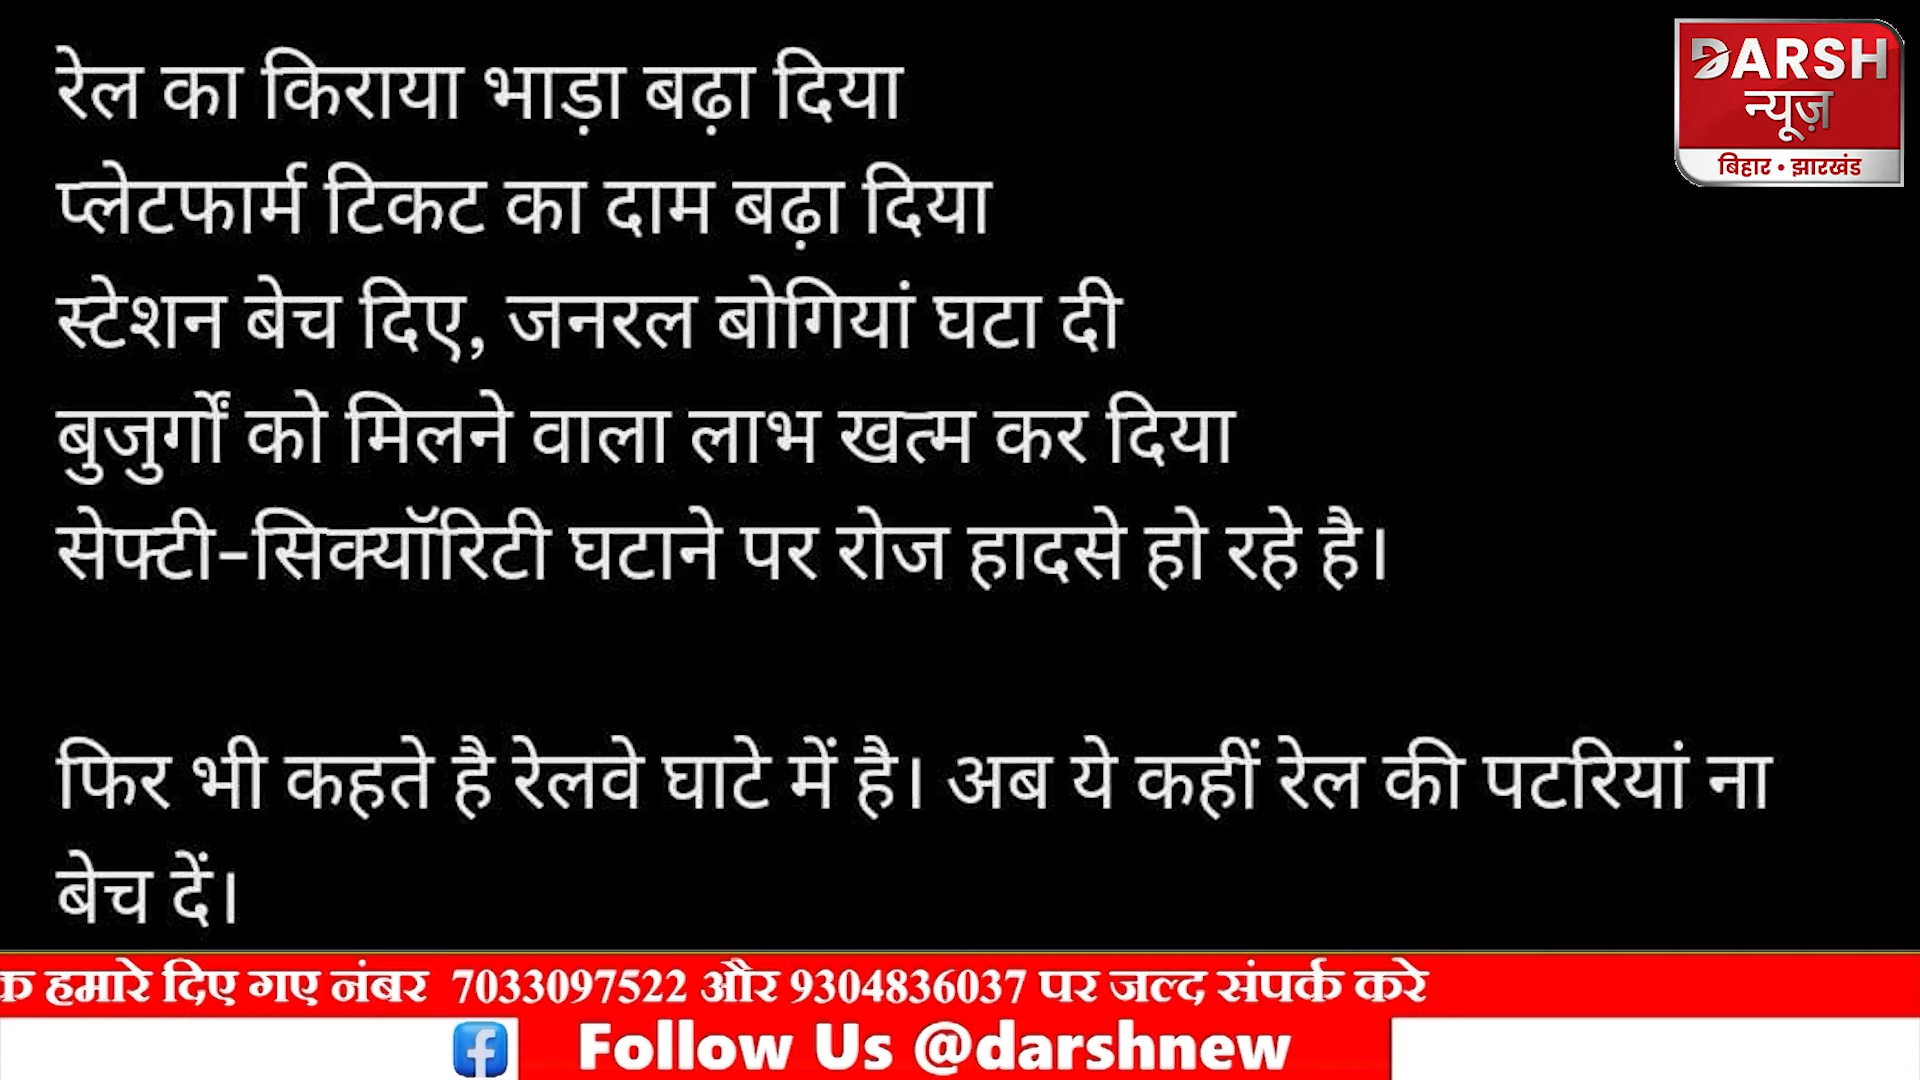 रेल का किराया भाड़ा बढ़ा दिया
प्लेटफार्म टिकट का दाम बढ़ा दिया
स्टेशन बेच दिए, जनरल बोगियां घटा दी
बुजुर्गों को मिलने वाला लाभ खत्म कर दिया
सेफ्टी-सिक्यॉरिटी घटाने पर रोज हादसे हो रहे है।
फिर भी कहते है रेलवे घाटे में है। अब ये कहीं रेल की पटरियां ना
बेच दें।
DARSH
न्यूज़
बिहार • झारखंड
हमारे दिए गए नंबर 7033097522 और 9304836037 पर जल्द संपर्क करे
Follow Us @darshnew